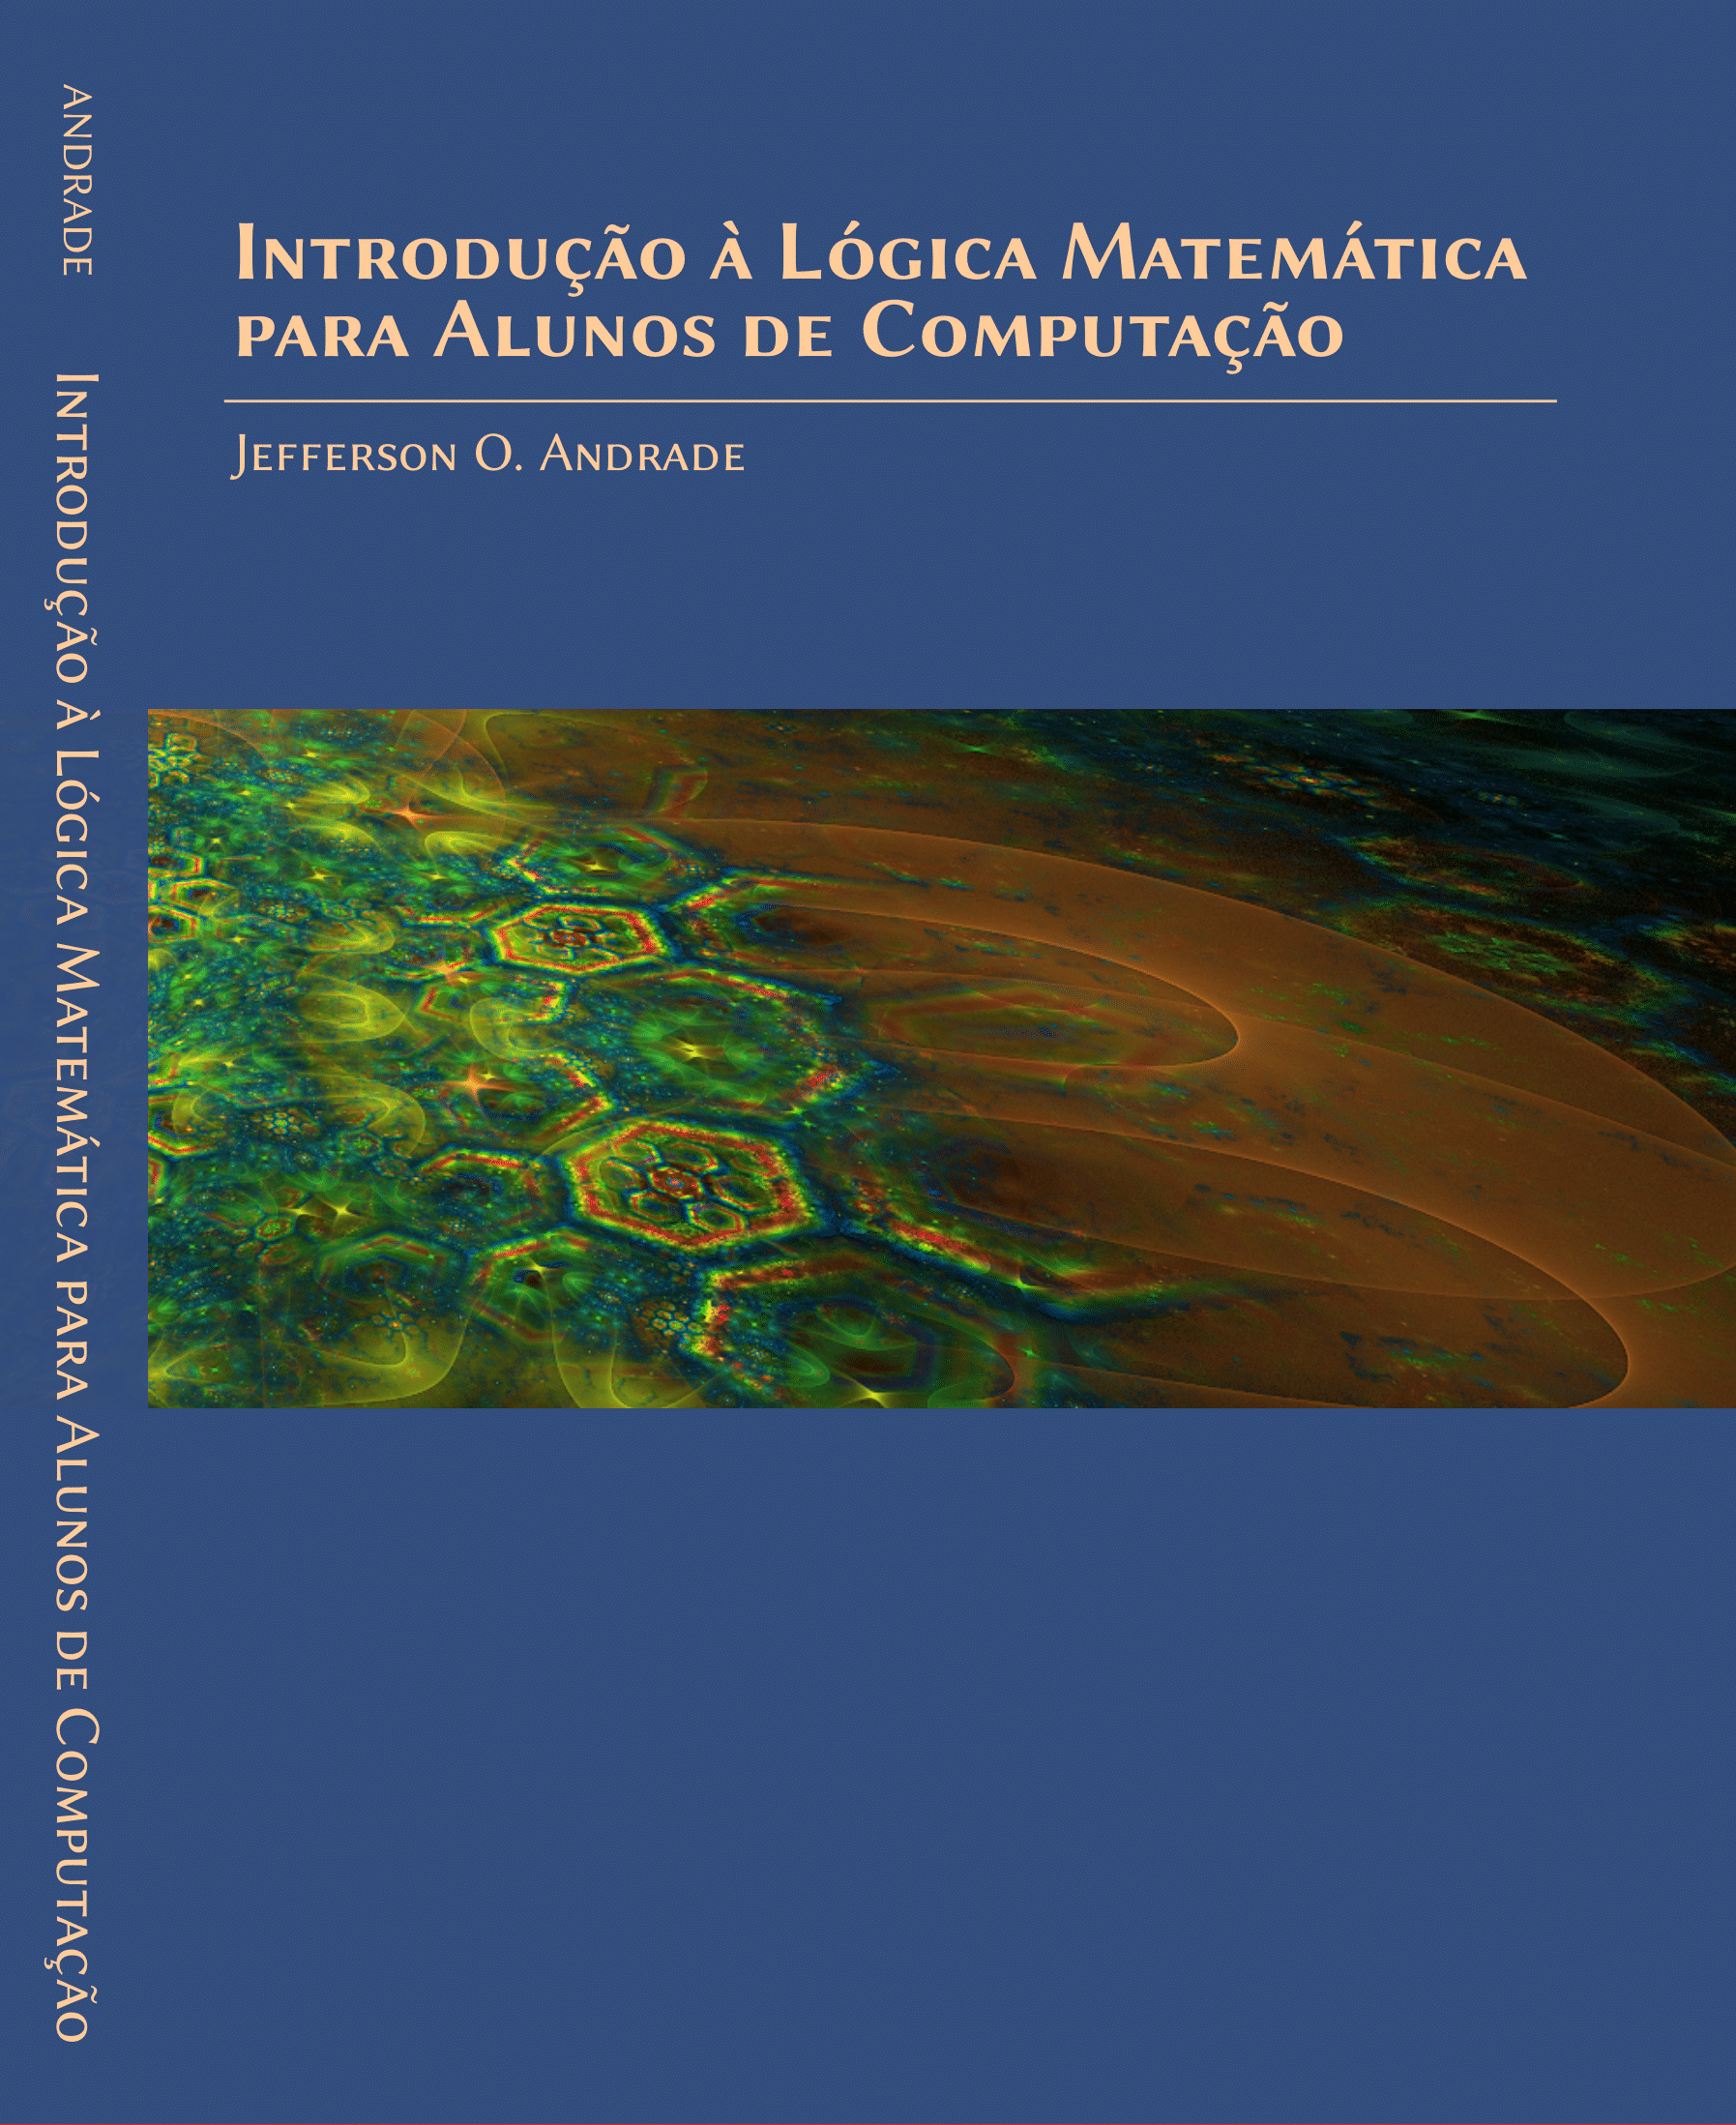 Andrade
Introdução à Lógica Matemática para Alunos de Computação
Introdução à Lógica Matemática
para Alunos de Computação
Jefferson O. Andrade